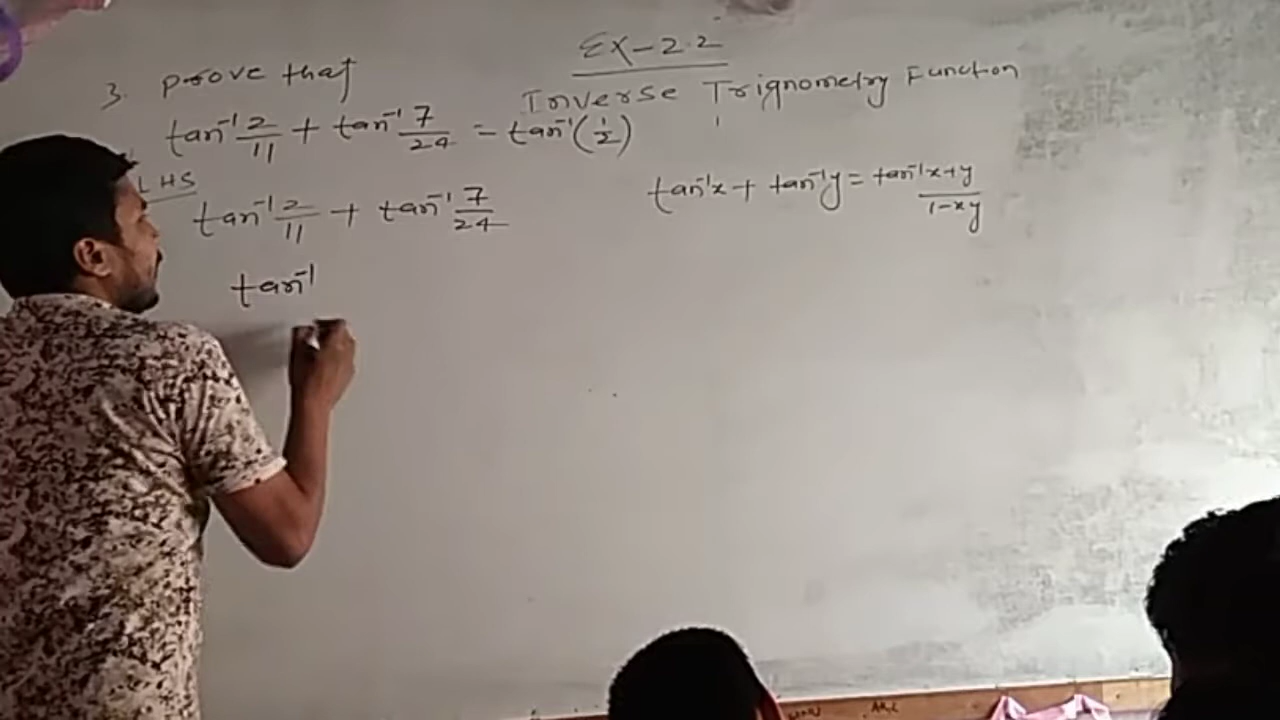 EX-2.2
Inverse Trignometry Function
3. prove that
tan⁻¹ 2/11 + tan⁻¹ 7/24 = tan⁻¹(1/2)
LHS
tan⁻¹ 2/11 + tan⁻¹ 7/24
tan⁻¹x + tan⁻¹y = tan⁻¹ x+y/1-xy
tan⁻¹